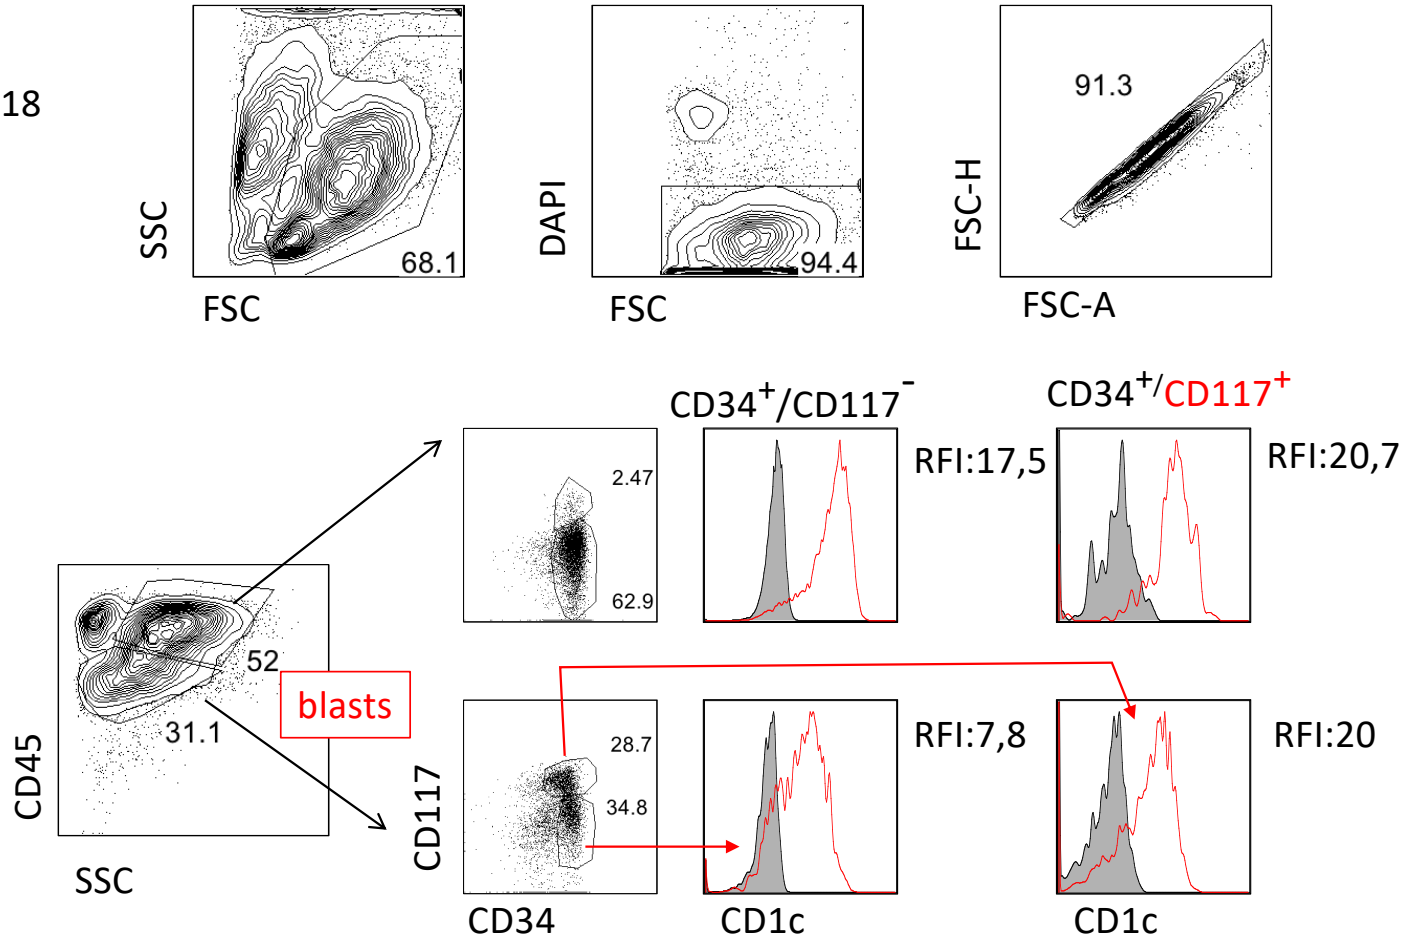 18
SSC
68.1
FSC
DAPI
94.4
FSC
91.3
FSC-H
FSC-A
CD34+/CD117-
CD34+/CD117+
2.47
62.9
RFI:17,5
RFI:20,7
52
31.1
blasts
CD45
SSC
CD117
28.7
34.8
RFI:7,8
RFI:20
CD34
CD1c
CD1c